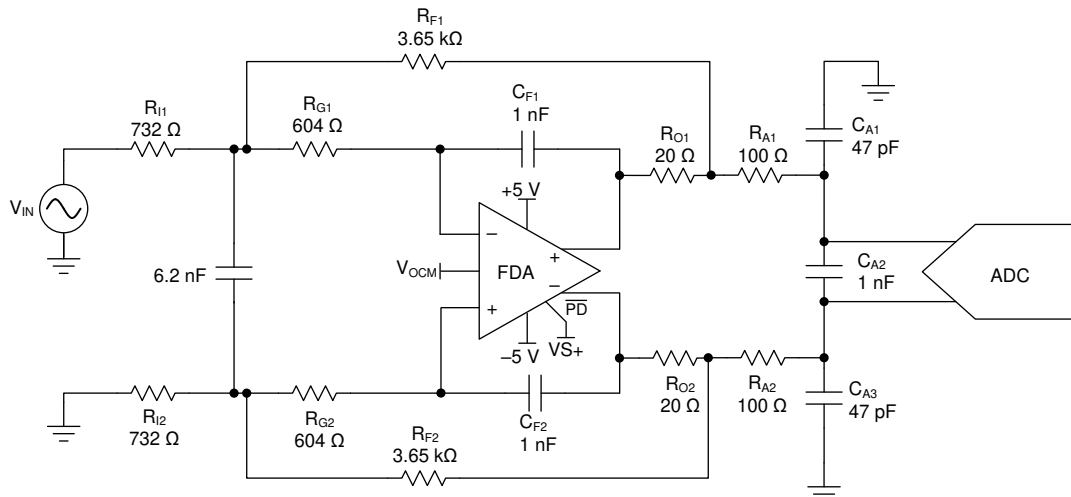 RF1
3.65 kΩ
RI1
732 Ω
RG1
604 Ω
CF1
1 nF
RO1
20 Ω
RA1
100 Ω
CA1
47 pF
VIN
+5 V
–
+
VOCM
FDA
+
–
PD
VS+
–5 V
6.2 nF
CA2
1 nF
ADC
RI2
732 Ω
RG2
604 Ω
CF2
1 nF
RO2
20 Ω
RA2
100 Ω
CA3
47 pF
RF2
3.65 kΩ